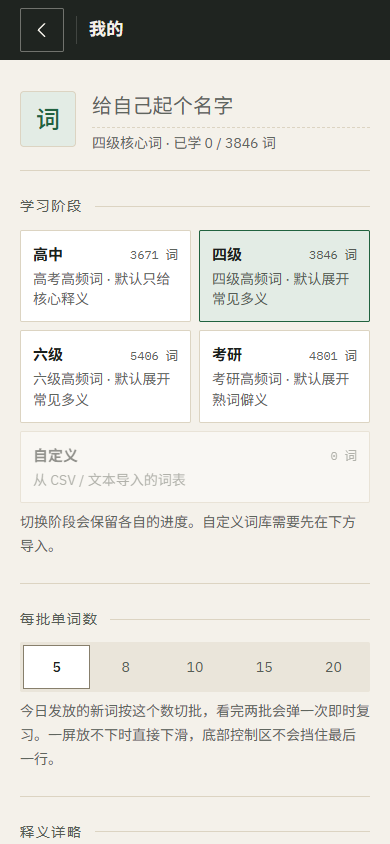 我的
词
给自己起个名字
四级核心词 · 已学 0 / 3846 词
学习阶段
高中 3671 词
高考高频词 · 默认只给
核心释义
四级 3846 词
四级高频词 · 默认展开
常见多义
六级 5406 词
六级高频词 · 默认展开
常见多义
考研 4801 词
考研高频词 · 默认展开
熟词僻义
自定义 0 词
从 CSV / 文本导入的词表
切换阶段会保留各自的进度。自定义词库需要先在下方
导入。
每批单词数
5 8 10 15 20
今日发放的新词按这个数切批，看完两批会弹一次即时复
习。一屏放不下时直接下滑，底部控制区不会挡住最后
一行。
释义详略